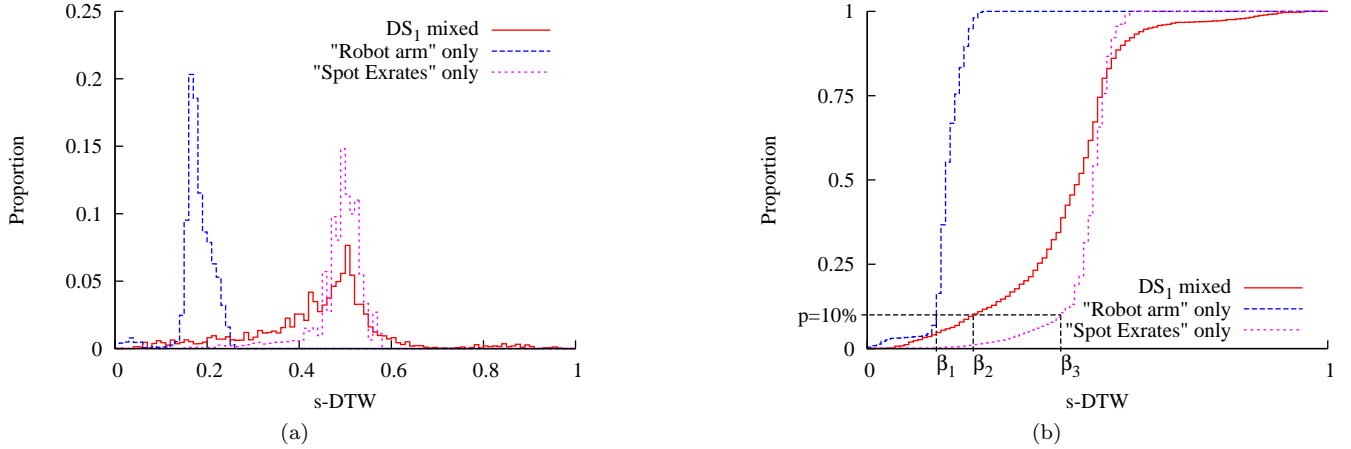 DS1 mixed
"Robot arm" only
"Spot Exrates" only
Proportion
0.25
0.2
0.15
0.1
0.05
0
0 0.2 0.4 0.6 0.8 1
s-DTW
(a)
1
0.75
0.5
0.25
0
Proportion
DS1 mixed
"Robot arm" only
"Spot Exrates" only
p=10%
0 β1 β2 β3 1
s-DTW
(b)